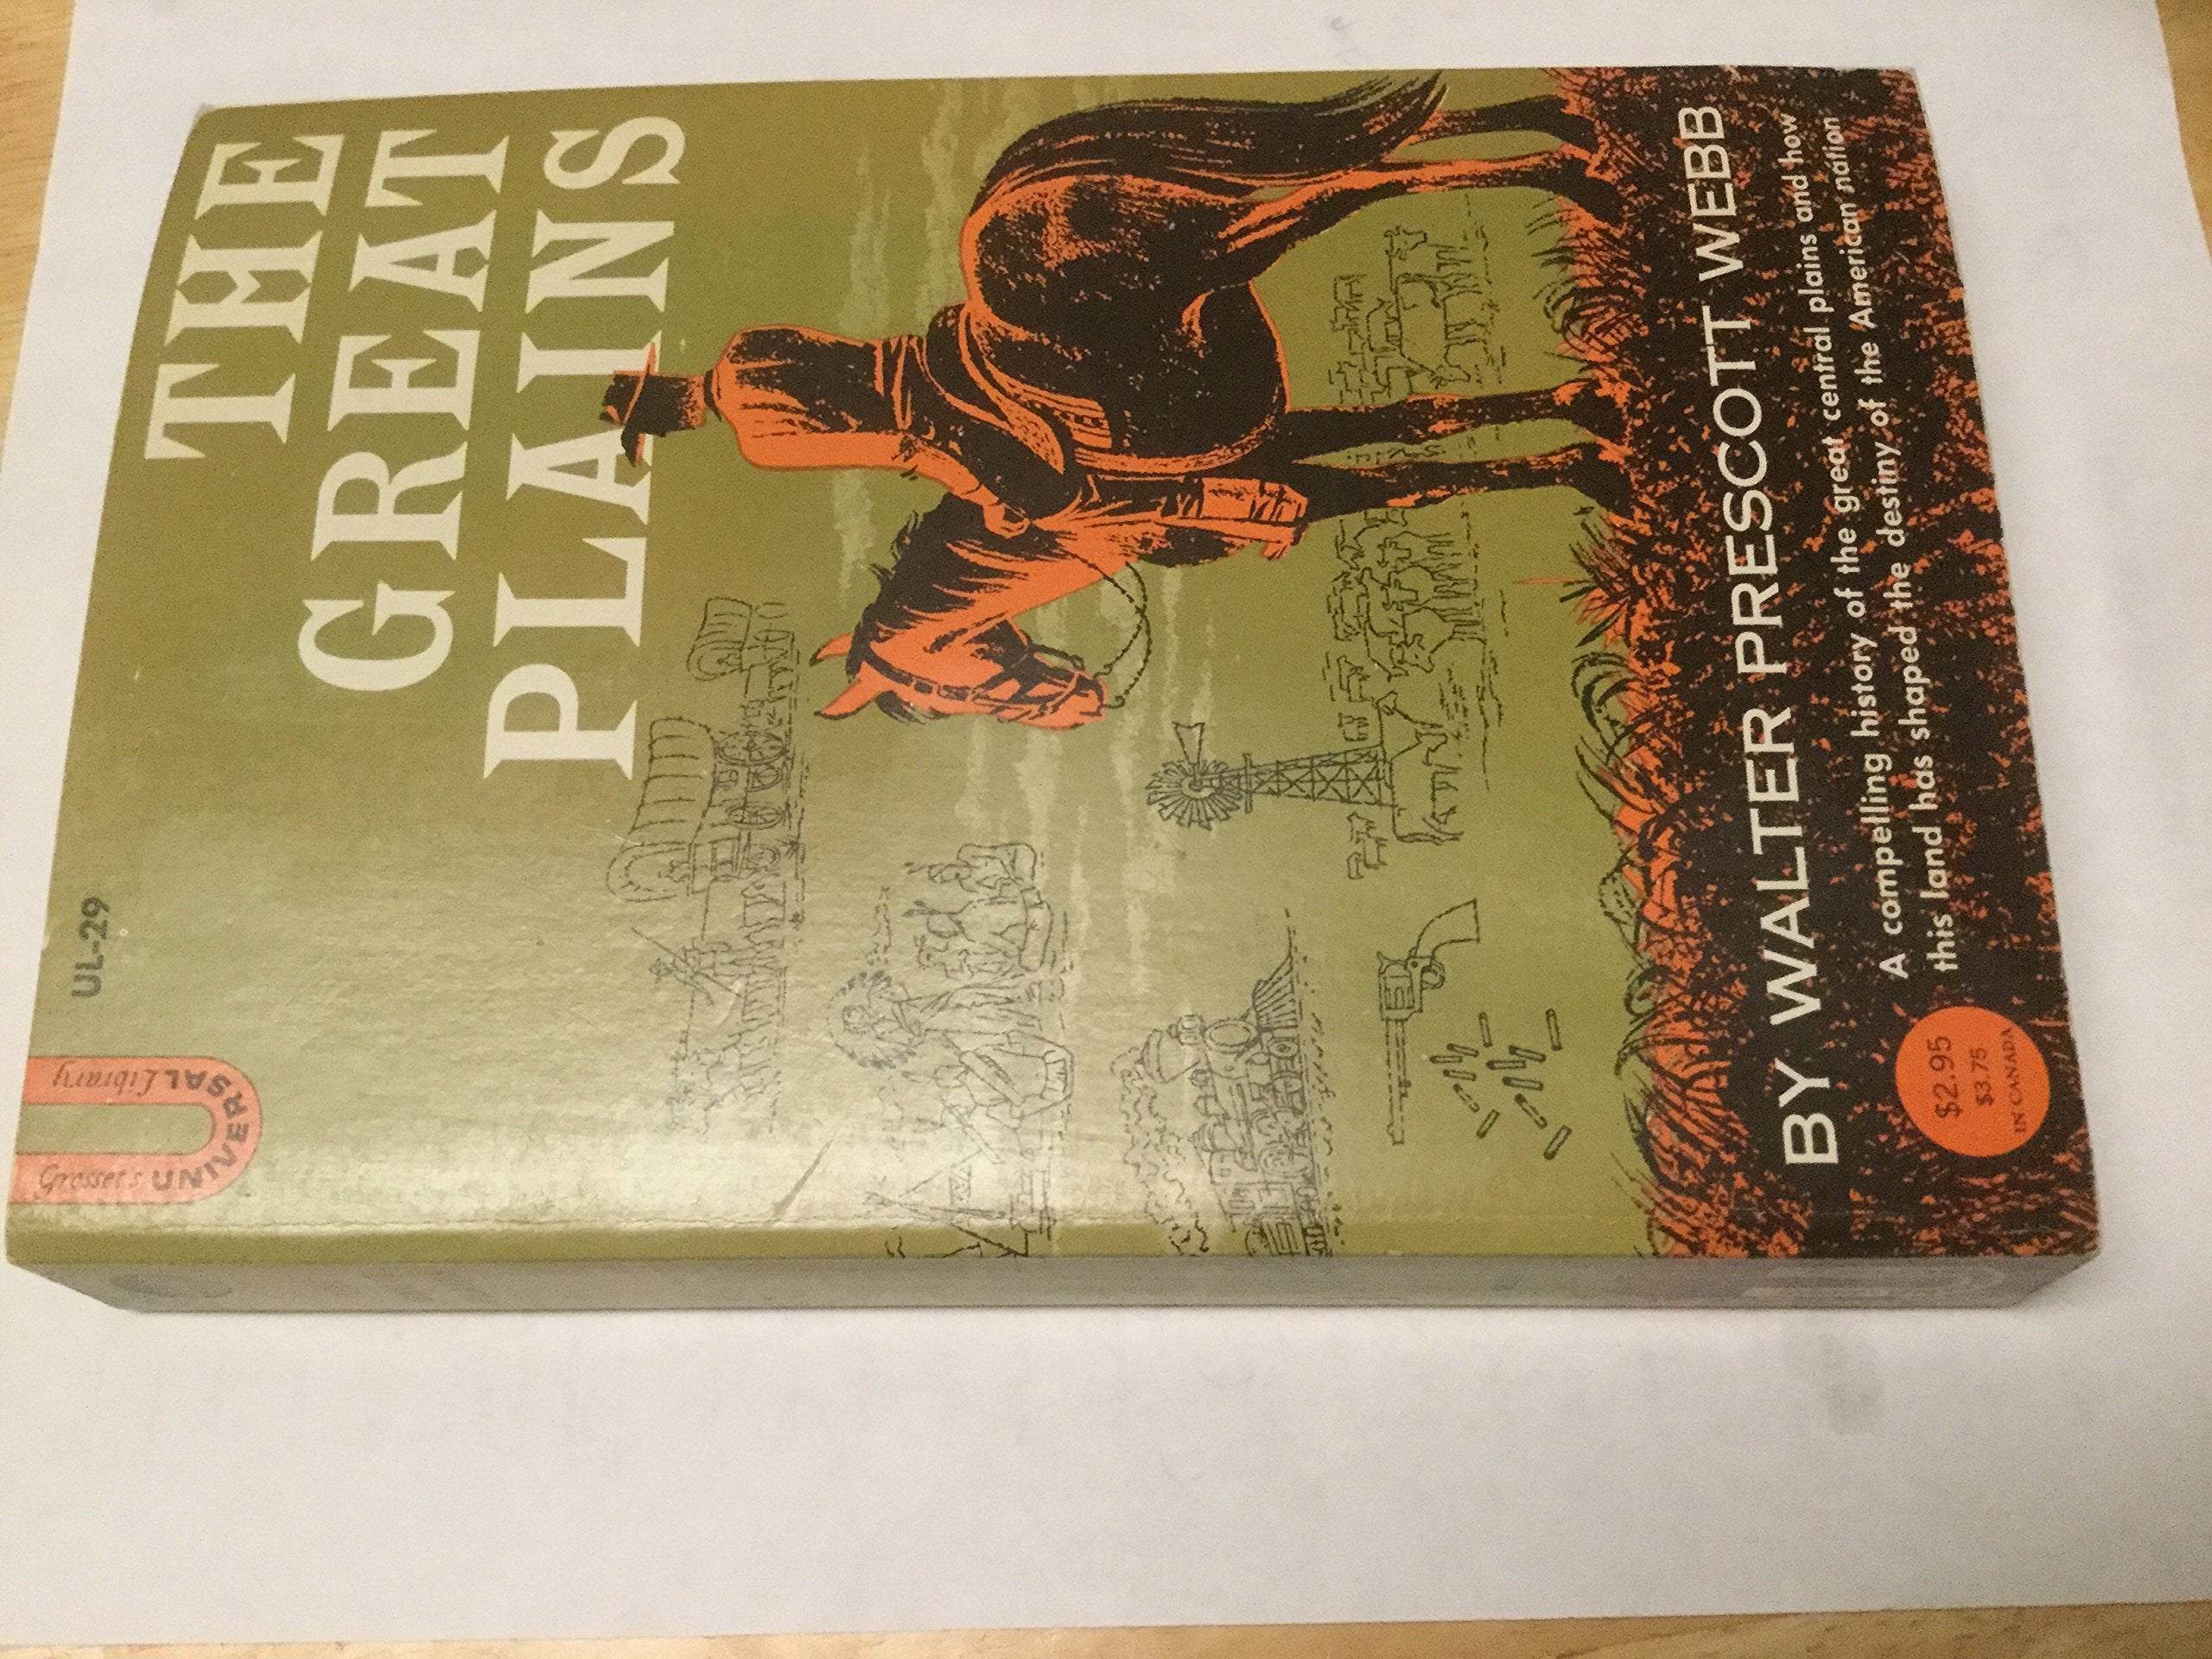 Grosset's UNIVERSAL Library
UL-29
THE
GREAT
PLAINS
BY WALTER PRESCOTT WEBB
A compelling history of the great central plains and how
this land has shaped the destiny of the American nation
$2.95
$3.75
IN CANADA